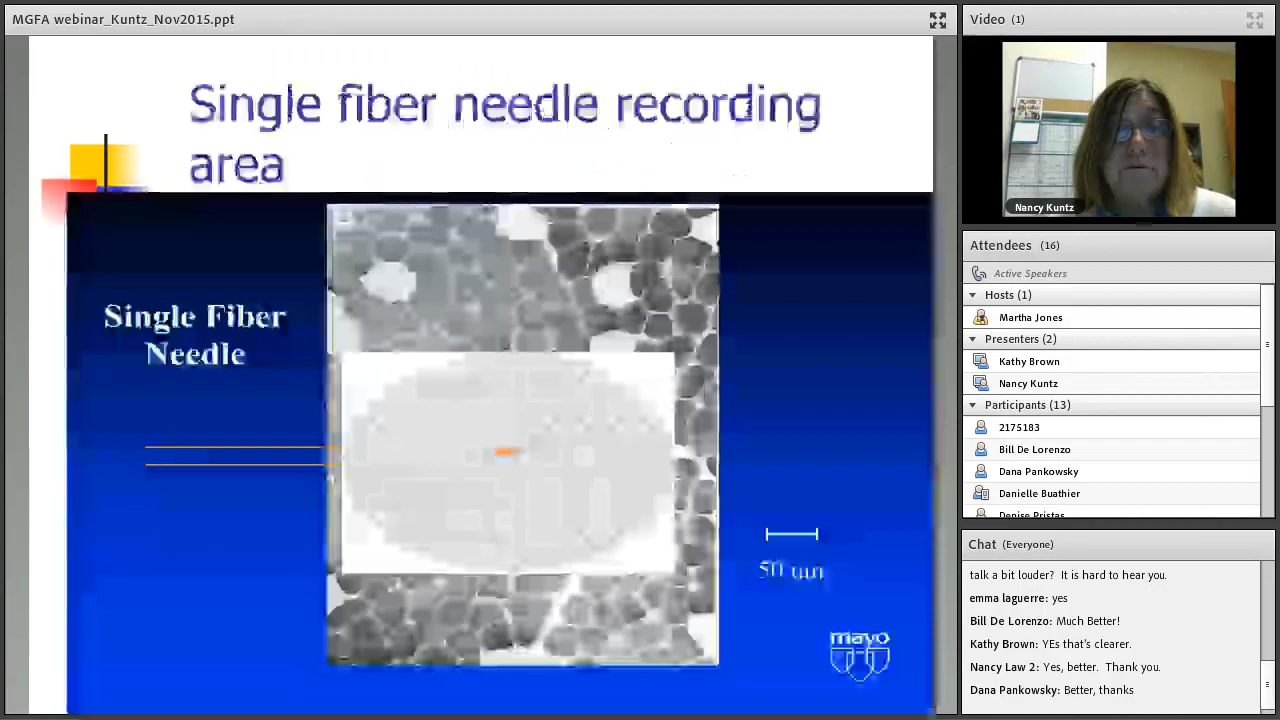 MGFA webinar_Kuntz_Nov2015.ppt
Single fiber needle recording
area
Single Fiber
Needle
50 um
mayo
Video (1)
Nancy Kuntz
Attendees (16)
Active Speakers
Hosts (1)
Martha Jones
Presenters (2)
Kathy Brown
Nancy Kuntz
Participants (13)
2175183
Bill De Lorenzo
Dana Pankowsky
Danielle Buathier
Denise Pristas
Chat (Everyone)
talk a bit louder? It is hard to hear you.
emma laguerre: yes
Bill De Lorenzo: Much Better!
Kathy Brown: YEs that's clearer.
Nancy Law 2: Yes, better. Thank you.
Dana Pankowsky: Better, thanks